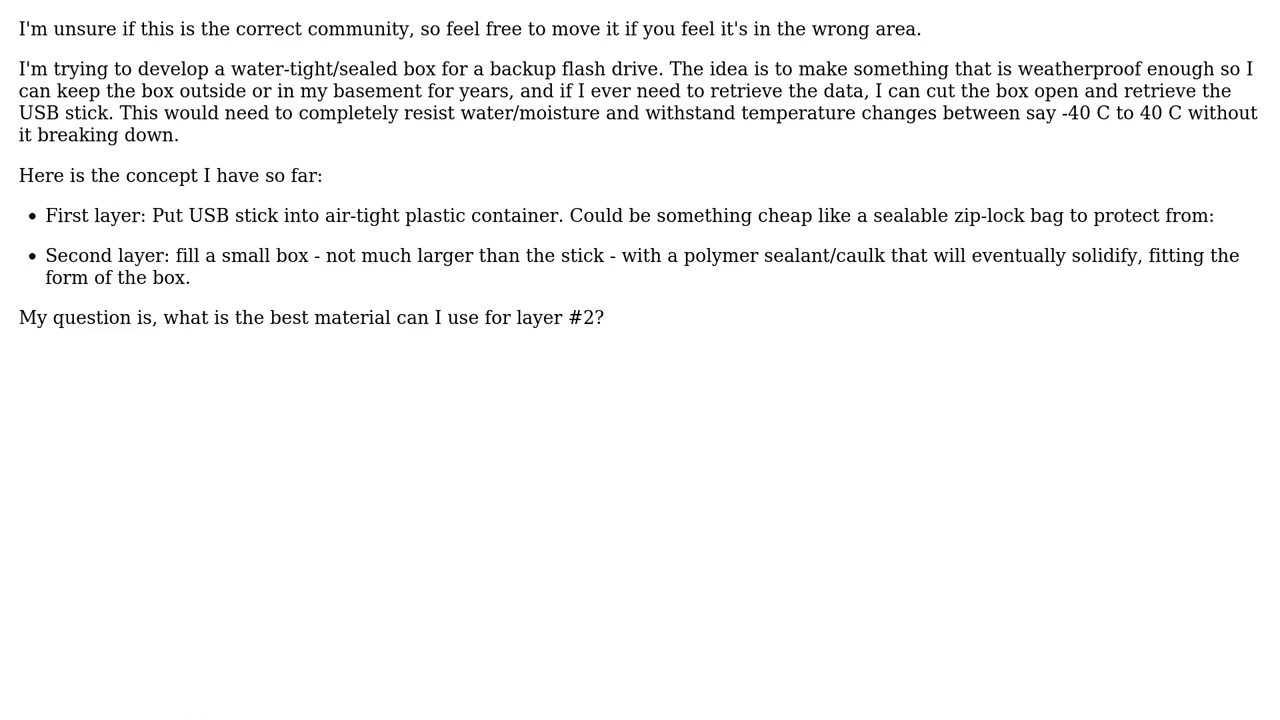 I'm unsure if this is the correct community, so feel free to move it if you feel it's in the wrong area.
I'm trying to develop a water-tight/sealed box for a backup flash drive. The idea is to make something that is weatherproof enough so I
can keep the box outside or in my basement for years, and if I ever need to retrieve the data, I can cut the box open and retrieve the
USB stick. This would need to completely resist water/moisture and withstand temperature changes between say -40 C to 40 C without
it breaking down.
Here is the concept I have so far:
• First layer: Put USB stick into air-tight plastic container. Could be something cheap like a sealable zip-lock bag to protect from:
• Second layer: fill a small box - not much larger than the stick - with a polymer sealant/caulk that will eventually solidify, fitting the
form of the box.
My question is, what is the best material can I use for layer #2?